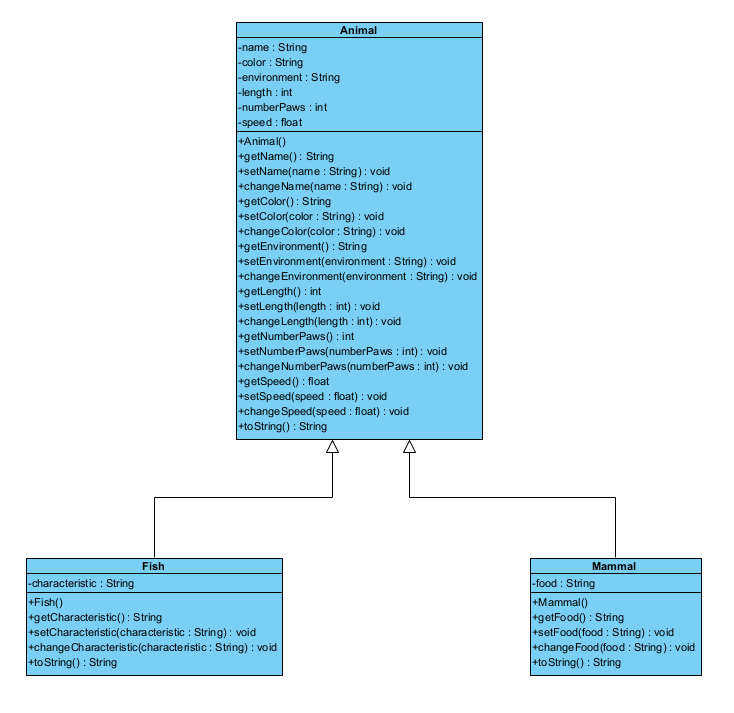 Animal
-name : String
-color : String
-environment : String
-length : int
-numberPaws : int
-speed : float
+Animal()
+getName() : String
+setName(name : String) : void
+changeName(name : String) : void
+getColor() : String
+setColor(color : String) : void
+changeColor(color : String) : void
+getEnvironment() : String
+setEnvironment(environment : String) : void
+changeEnvironment(environment : String) : void
+getLength() : int
+setLength(length : int) : void
+changeLength(length : int) : void
+getNumberPaws() : int
+setNumberPaws(numberPaws : int) : void
+changeNumberPaws(numberPaws : int) : void
+getSpeed() : float
+setSpeed(speed : float) : void
+changeSpeed(speed : float) : void
+toString() : String
Fish
-characteristic : String
+Fish()
+getCharacteristic() : String
+setCharacteristic(characteristic : String) : void
+changeCharacteristic(characteristic : String) : void
+toString() : String
Mammal
-food : String
+Mammal()
+getFood() : String
+setFood(food : String) : void
+changeFood(food : String) : void
+toString() : String